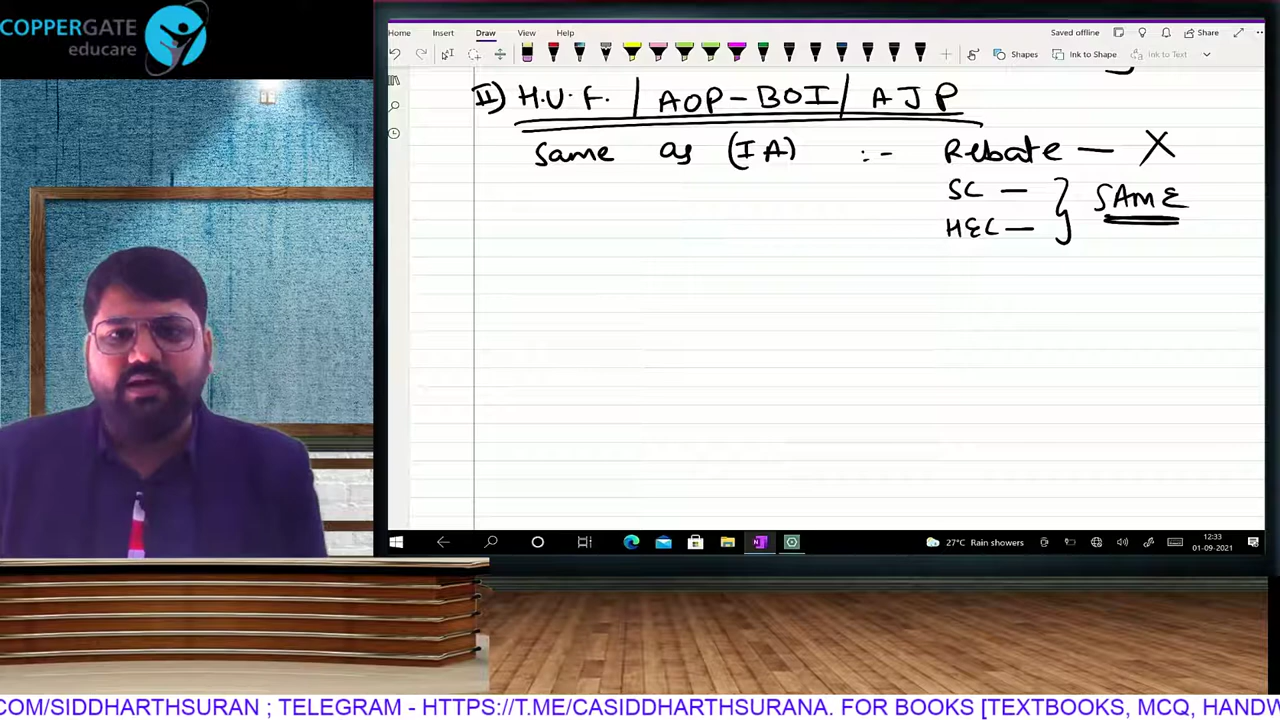 COPPERGATE
educare
Home Insert Draw View Help
Saved offline
Share
Shapes
Ink to Shape
Ink to Text
II) H.U.F. / AOP-BOI / AJP
Same as (IA) :- Rebate — X
SC —
HEC —
} SAME
27°C Rain showers
12:33
01-09-2021
COM/SIDDHARTHSURAN ; TELEGRAM - HTTPS://T.ME/CASIDDHARTHSURANA. FOR BOOKS [TEXTBOOKS, MCQ, HANDW